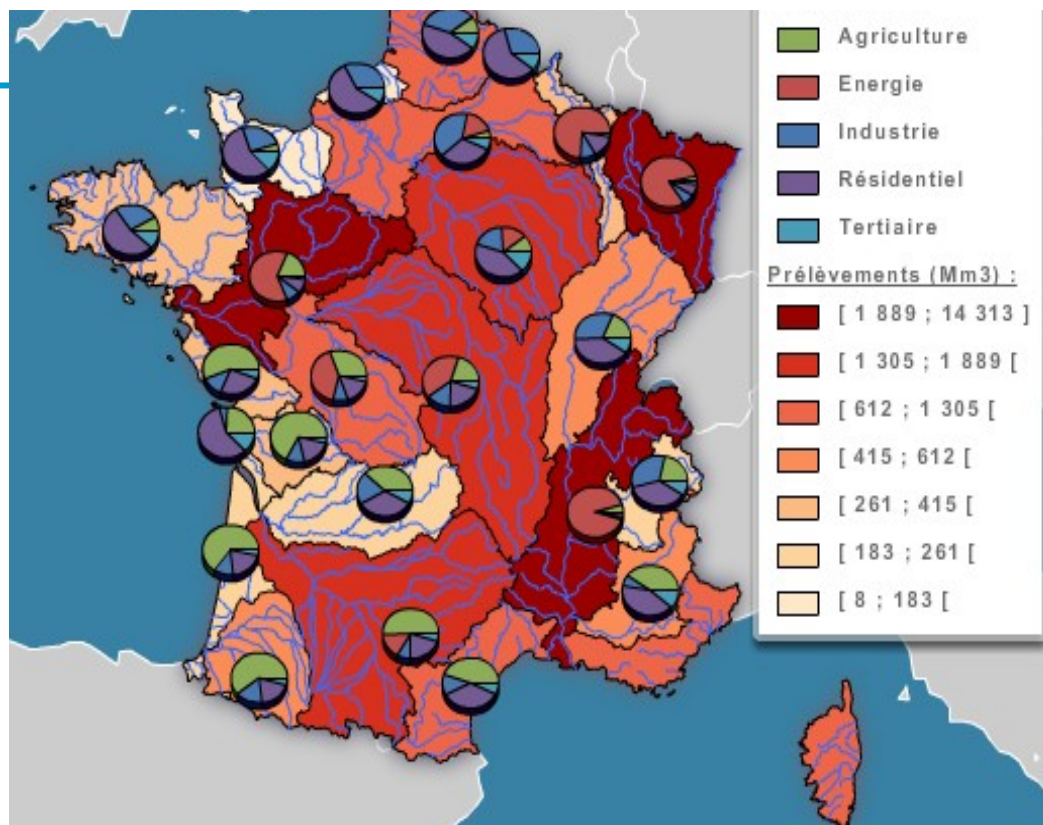 Agriculture
Energie
Industrie
Résidentiel
Tertiaire
Prélèvements (Mm3) :
[ 1 889 ; 14 313 ]
[ 1 305 ; 1 889 [
[ 612 ; 1 305 [
[ 415 ; 612 [
[ 261 ; 415 [
[ 183 ; 261 [
[ 8 ; 183 [